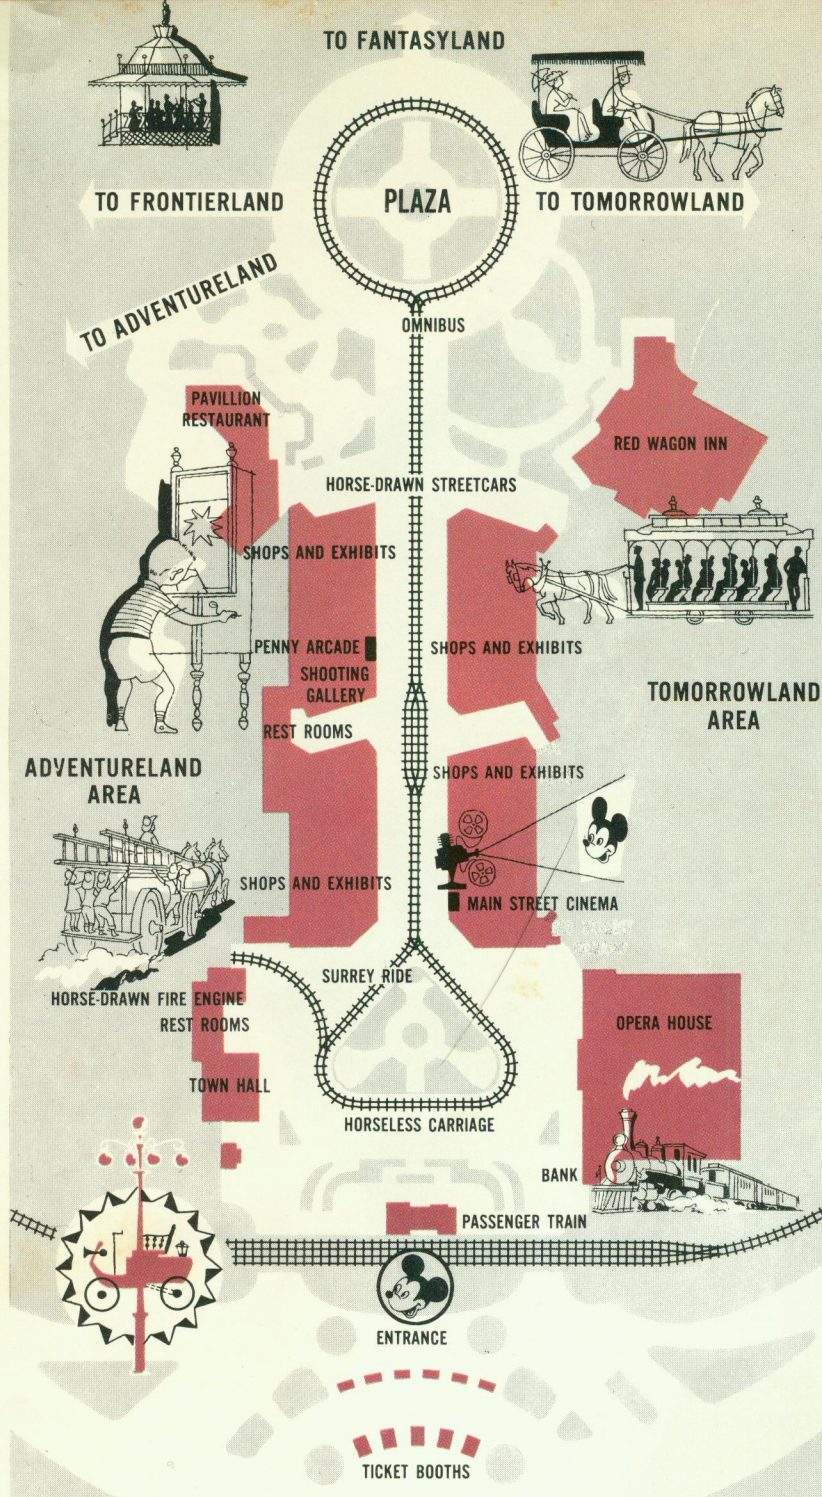 TO FANTASYLAND
TO FRONTIERLAND
PLAZA
TO TOMORROWLAND
TO ADVENTURELAND
OMNIBUS
PAVILLION
RESTAURANT
RED WAGON INN
HORSE-DRAWN STREETCARS
SHOPS AND EXHIBITS
PENNY ARCADE
SHOPS AND EXHIBITS
SHOOTING
GALLERY
TOMORROWLAND
AREA
REST ROOMS
ADVENTURELAND
AREA
SHOPS AND EXHIBITS
SHOPS AND EXHIBITS
MAIN STREET CINEMA
SURREY RIDE
HORSE-DRAWN FIRE ENGINE
REST ROOMS
OPERA HOUSE
TOWN HALL
HORSELESS CARRIAGE
BANK
PASSENGER TRAIN
ENTRANCE
TICKET BOOTHS